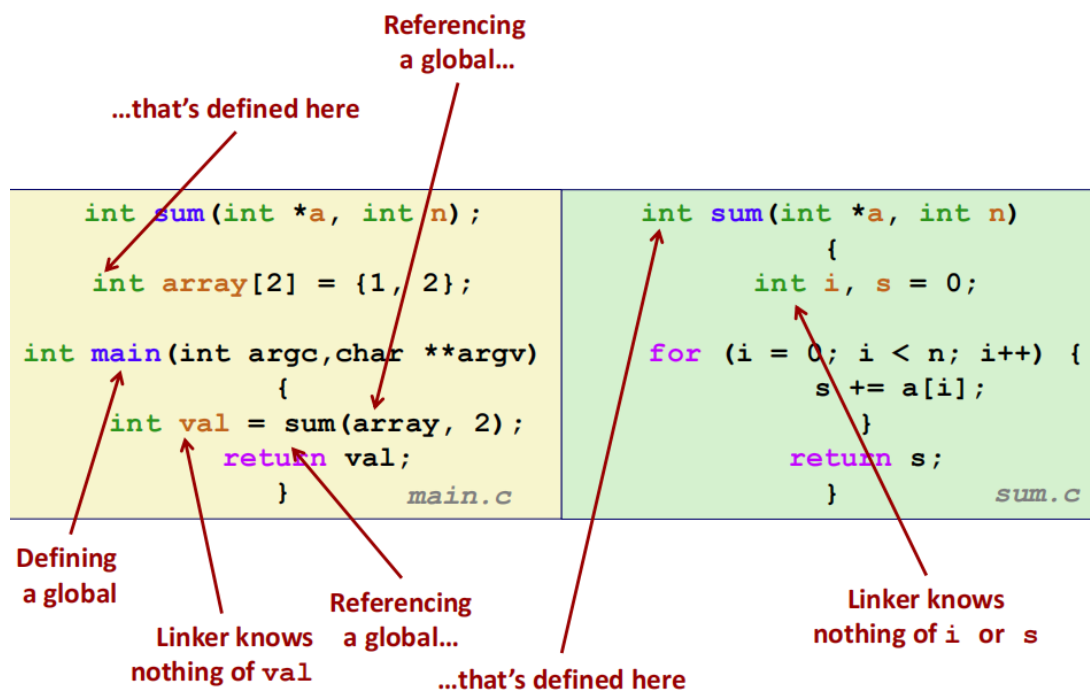 Referencing
a global…
…that's defined here
int sum(int *a, int n);
int array[2] = {1, 2};
int main(int argc,char **argv)
{
int val = sum(array, 2);
return val;
}
main.c
int sum(int *a, int n)
{
int i, s = 0;
for (i = 0; i < n; i++) {
s += a[i];
}
return s;
}
sum.c
Defining
a global
Linker knows
nothing of val
Referencing
a global…
…that's defined here
Linker knows
nothing of i or s